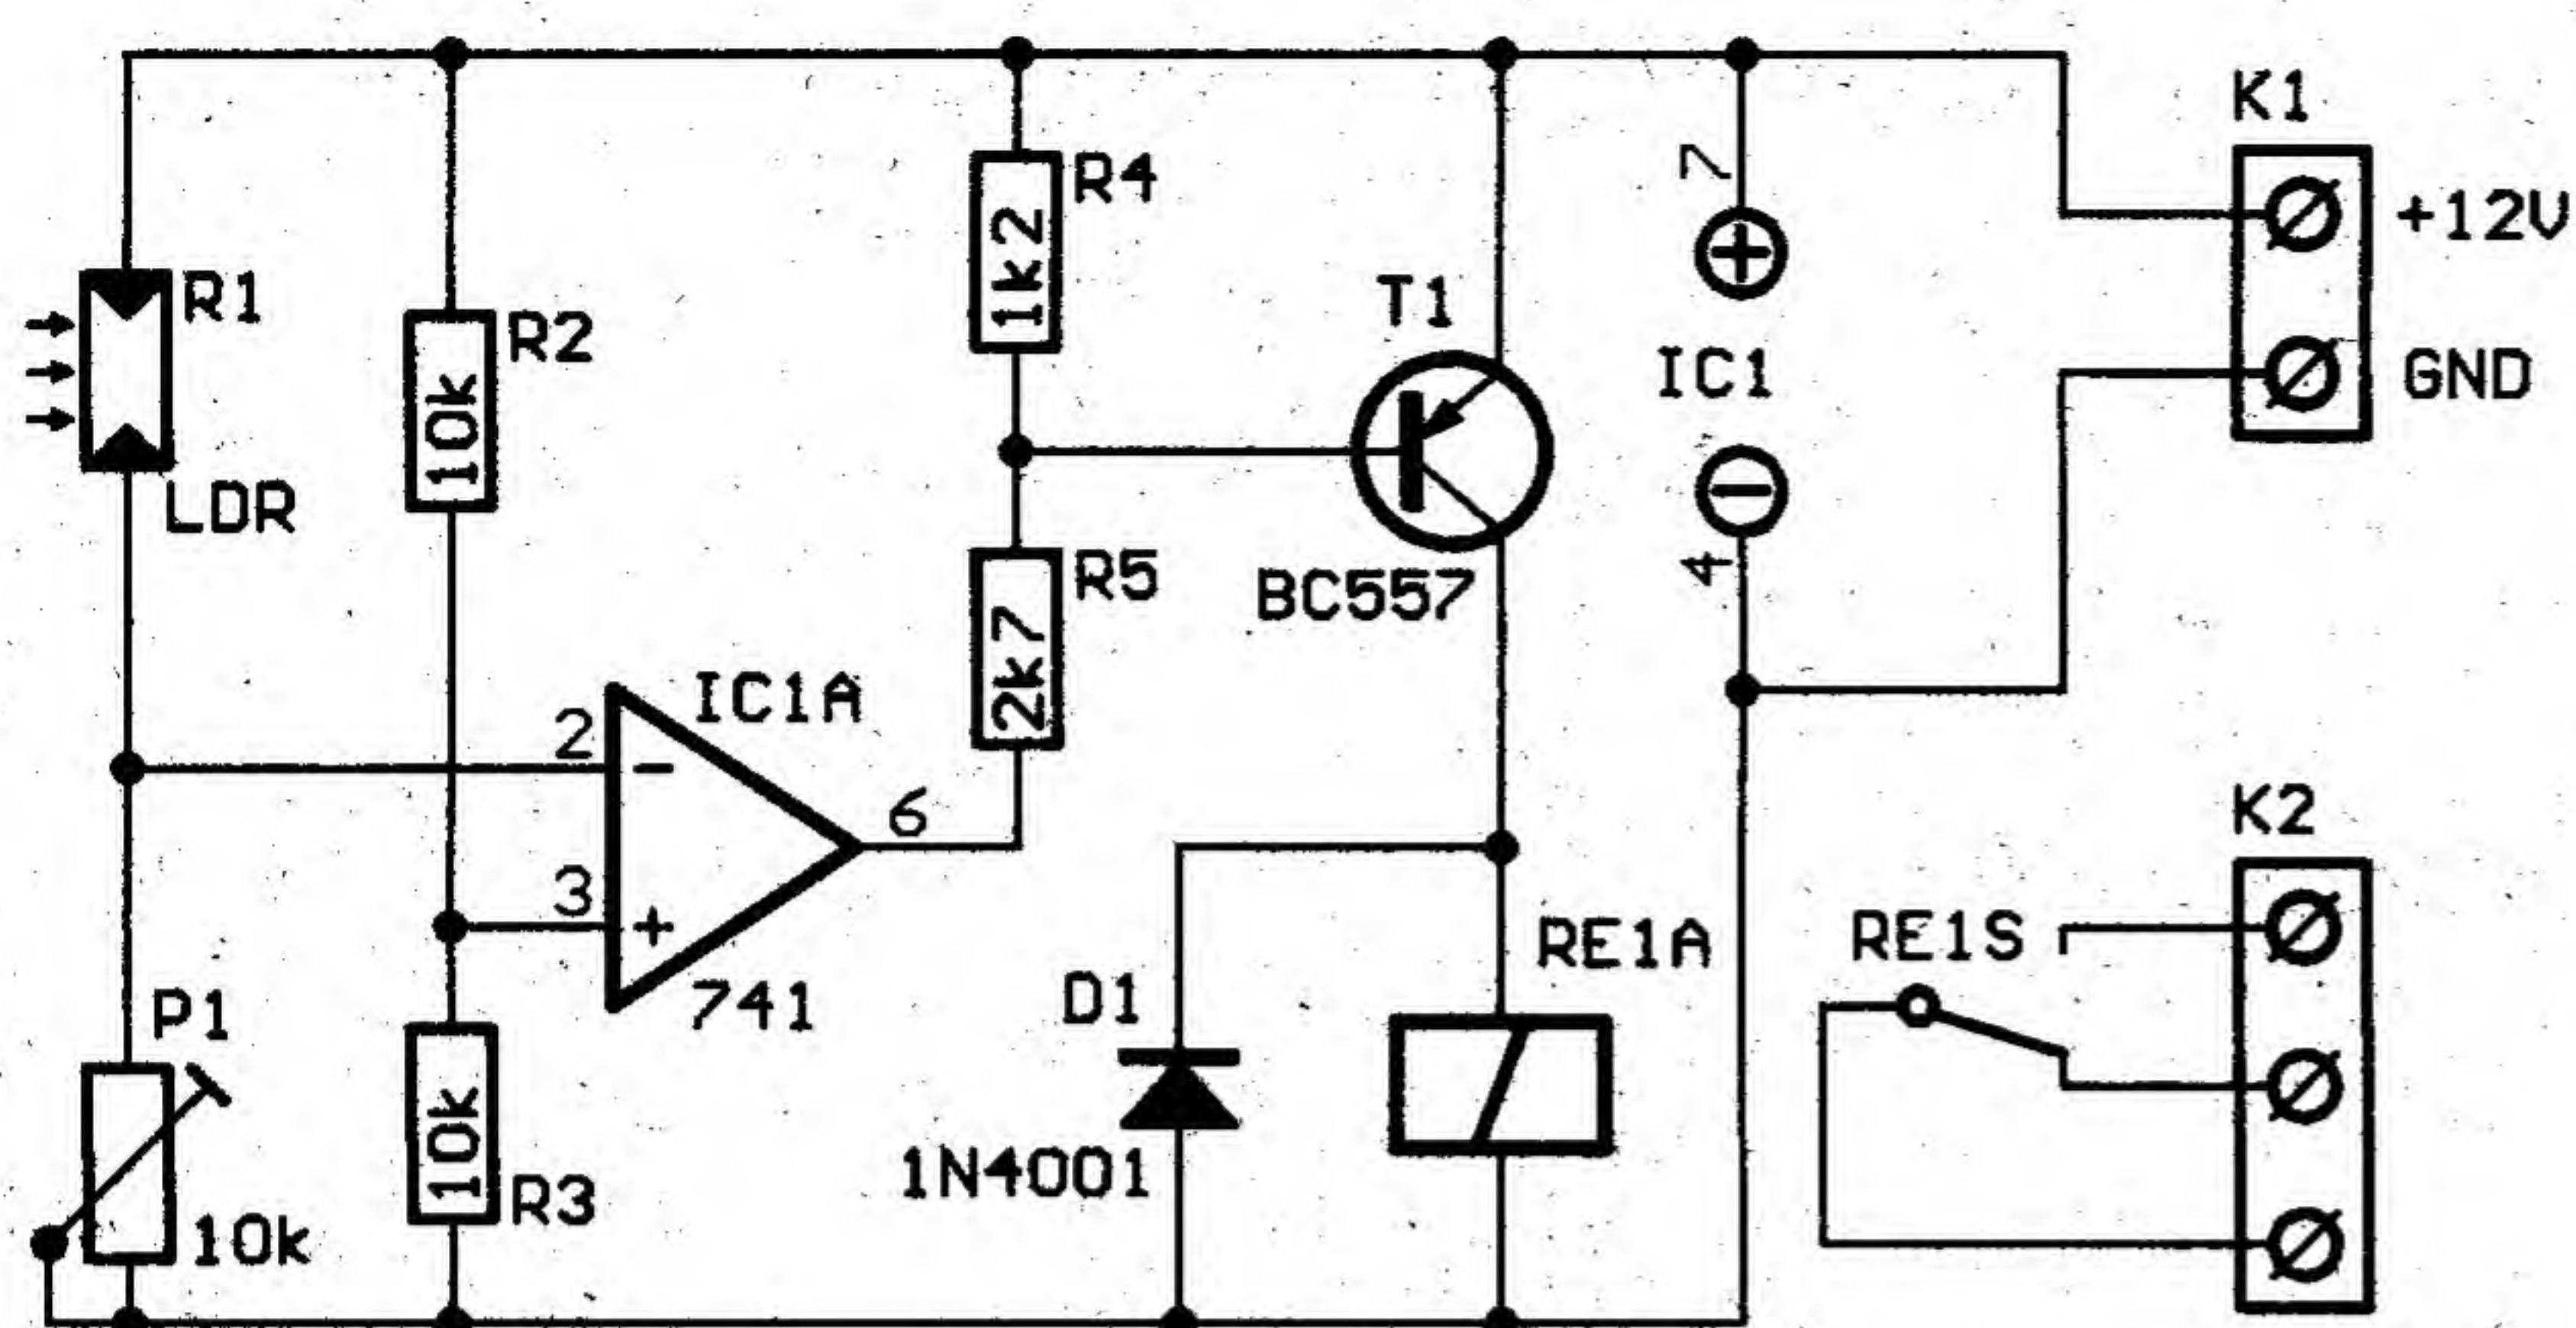 K1
+12V
GND
R1
LDR
R2
10k
R4
1k2
R5
2k7
T1
BC557
7
IC1
4
IC1A
2
-
6
3
+
741
P1
10k
R3
10k
D1
1N4001
RE1A
RE1S
K2